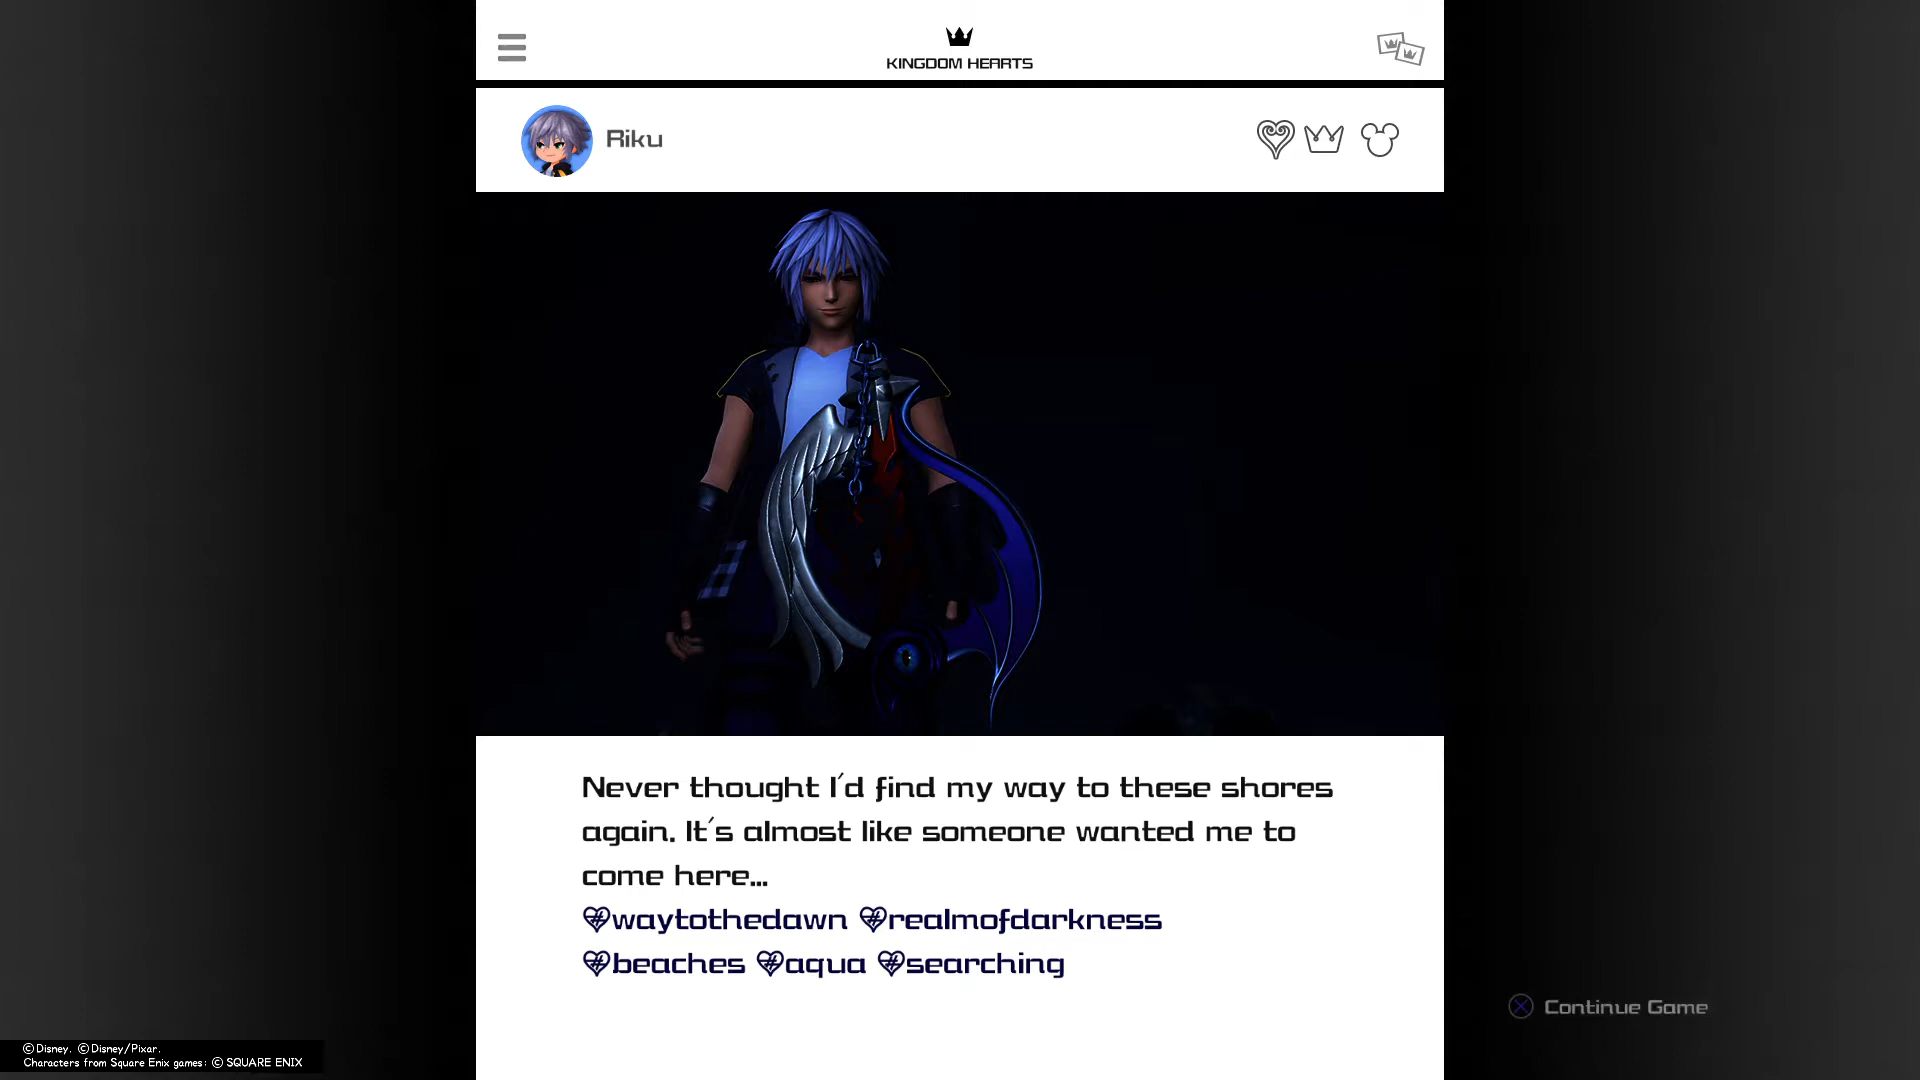 KINGDOM HEARTS
Riku
Never thought I'd find my way to these shores
again. It's almost like someone wanted me to
come here...
#waytothedawn #realmofdarkness
#beaches #aqua #searching
Continue Game
© Disney. © Disney/Pixar.
Characters from Square Enix games: © SQUARE ENIX